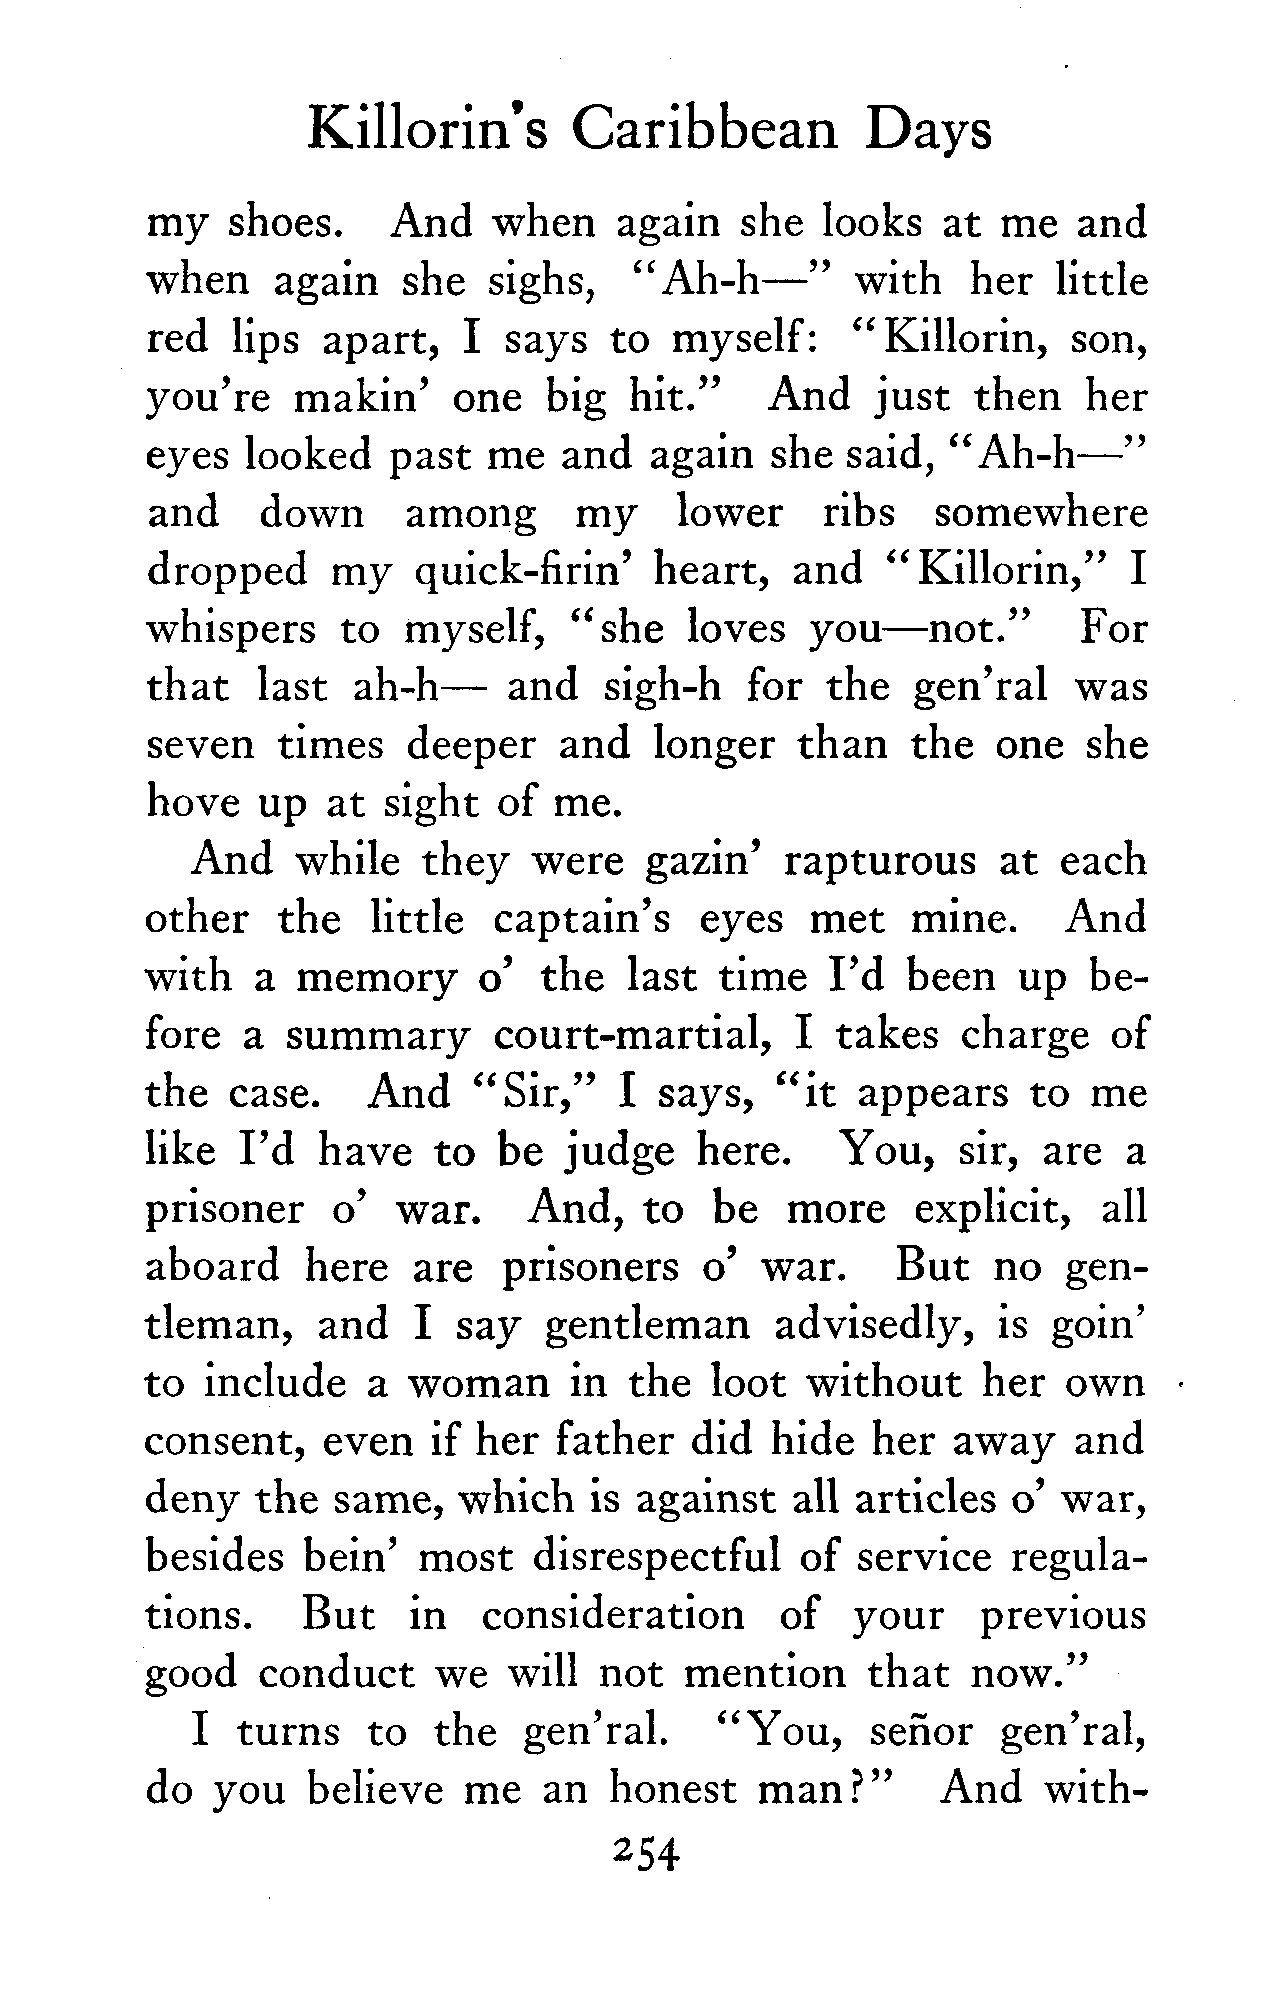 Killorin's Caribbean Days
my shoes. And when again she looks at me and
when again she sighs, "Ah-h—" with her little
red lips apart, I says to myself: "Killorin, son,
you're makin' one big hit." And just then her
eyes looked past me and again she said, "Ah-h—"
and down among my lower ribs somewhere
dropped my quick-firin' heart, and "Killorin," I
whispers to myself, "she loves you—not." For
that last ah-h— and sigh-h for the gen'ral was
seven times deeper and longer than the one she
hove up at sight of me.
And while they were gazin' rapturous at each
other the little captain's eyes met mine. And
with a memory o' the last time I'd been up be-
fore a summary court-martial, I takes charge of
the case. And "Sir," I says, "it appears to me
like I'd have to be judge here. You, sir, are a
prisoner o' war. And, to be more explicit, all
aboard here are prisoners o' war. But no gen-
tleman, and I say gentleman advisedly, is goin'
to include a woman in the loot without her own
consent, even if her father did hide her away and
deny the same, which is against all articles o' war,
besides bein' most disrespectful of service regula-
tions. But in consideration of your previous
good conduct we will not mention that now."
I turns to the gen'ral. "You, señor gen'ral,
do you believe me an honest man?" And with-
254